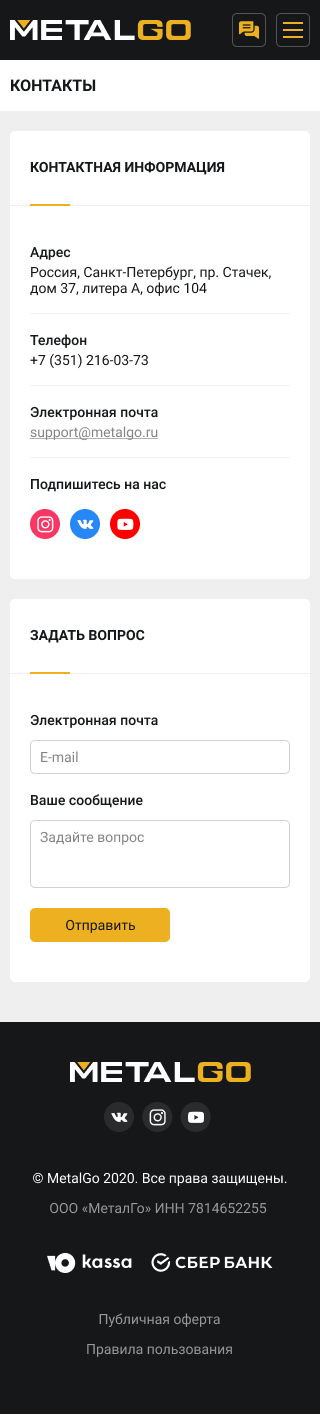 METALGO
КОНТАКТЫ
КОНТАКТНАЯ ИНФОРМАЦИЯ
Адрес
Россия, Санкт-Петербург, пр. Стачек,
дом 37, литера А, офис 104
Телефон
+7 (351) 216-03-73
Электронная почта
support@metalgo.ru
Подпишитесь на нас
ЗАДАТЬ ВОПРОС
Электронная почта
E-mail
Ваше сообщение
Задайте вопрос
Отправить
METALGO
© MetalGo 2020. Все права защищены.
ООО «МеталГо» ИНН 7814652255
Ю kassa СБЕР БАНК
Публичная оферта
Правила пользования